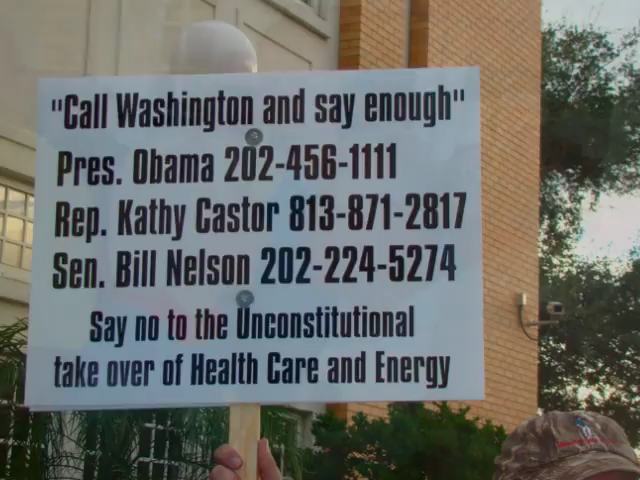 "Call Washington and say enough"
Pres. Obama 202-456-1111
Rep. Kathy Castor 813-871-2817
Sen. Bill Nelson 202-224-5274
Say no to the Unconstitutional
take over of Health Care and Energy